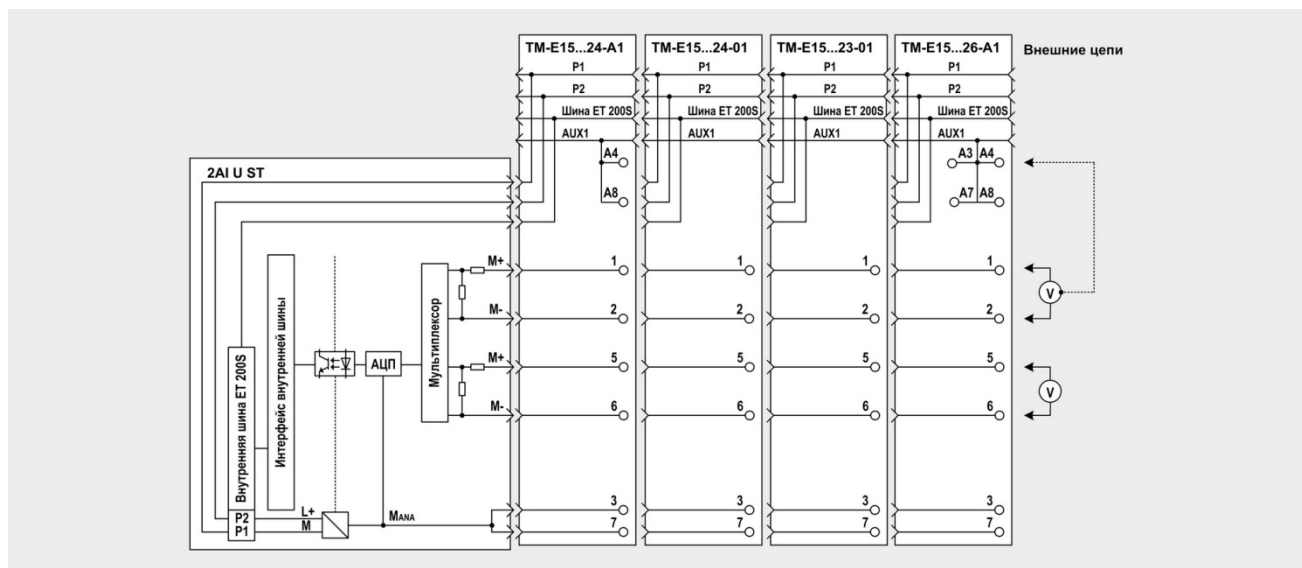 TM-E15...24-A1 TM-E15...24-01 TM-E15...23-01 TM-E15...26-A1 Внешние цепи
P1 P1 P1 P1
P2 P2 P2 P2
Шина ET 200S Шина ET 200S Шина ET 200S Шина ET 200S
AUX1 AUX1 AUX1 AUX1
A4 A3 A4
2AI U ST
A8 A7 A8
M+ 1 1 1 1
V
M- 2 2 2 2
Внутренняя шина ET 200S
Интерфейс внутренней шины
АЦП
Мультиплексор
M+ 5 5 5 5
V
M- 6 6 6 6
P2 L+ 3 3 3 3
P1 M MANA 7 7 7 7